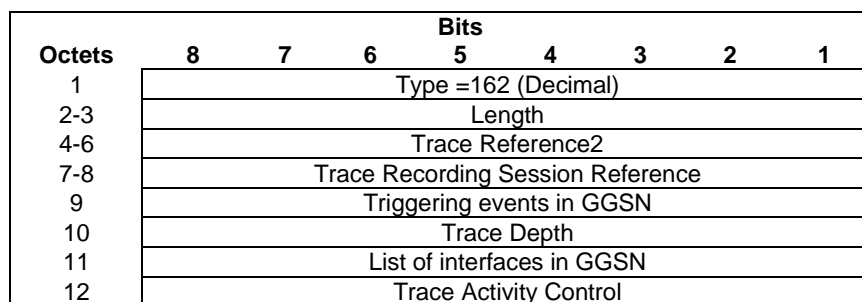 Bits
Octets 8 7 6 5 4 3 2 1
1 Type =162 (Decimal)
2-3 Length
4-6 Trace Reference2
7-8 Trace Recording Session Reference
9 Triggering events in GGSN
10 Trace Depth
11 List of interfaces in GGSN
12 Trace Activity Control